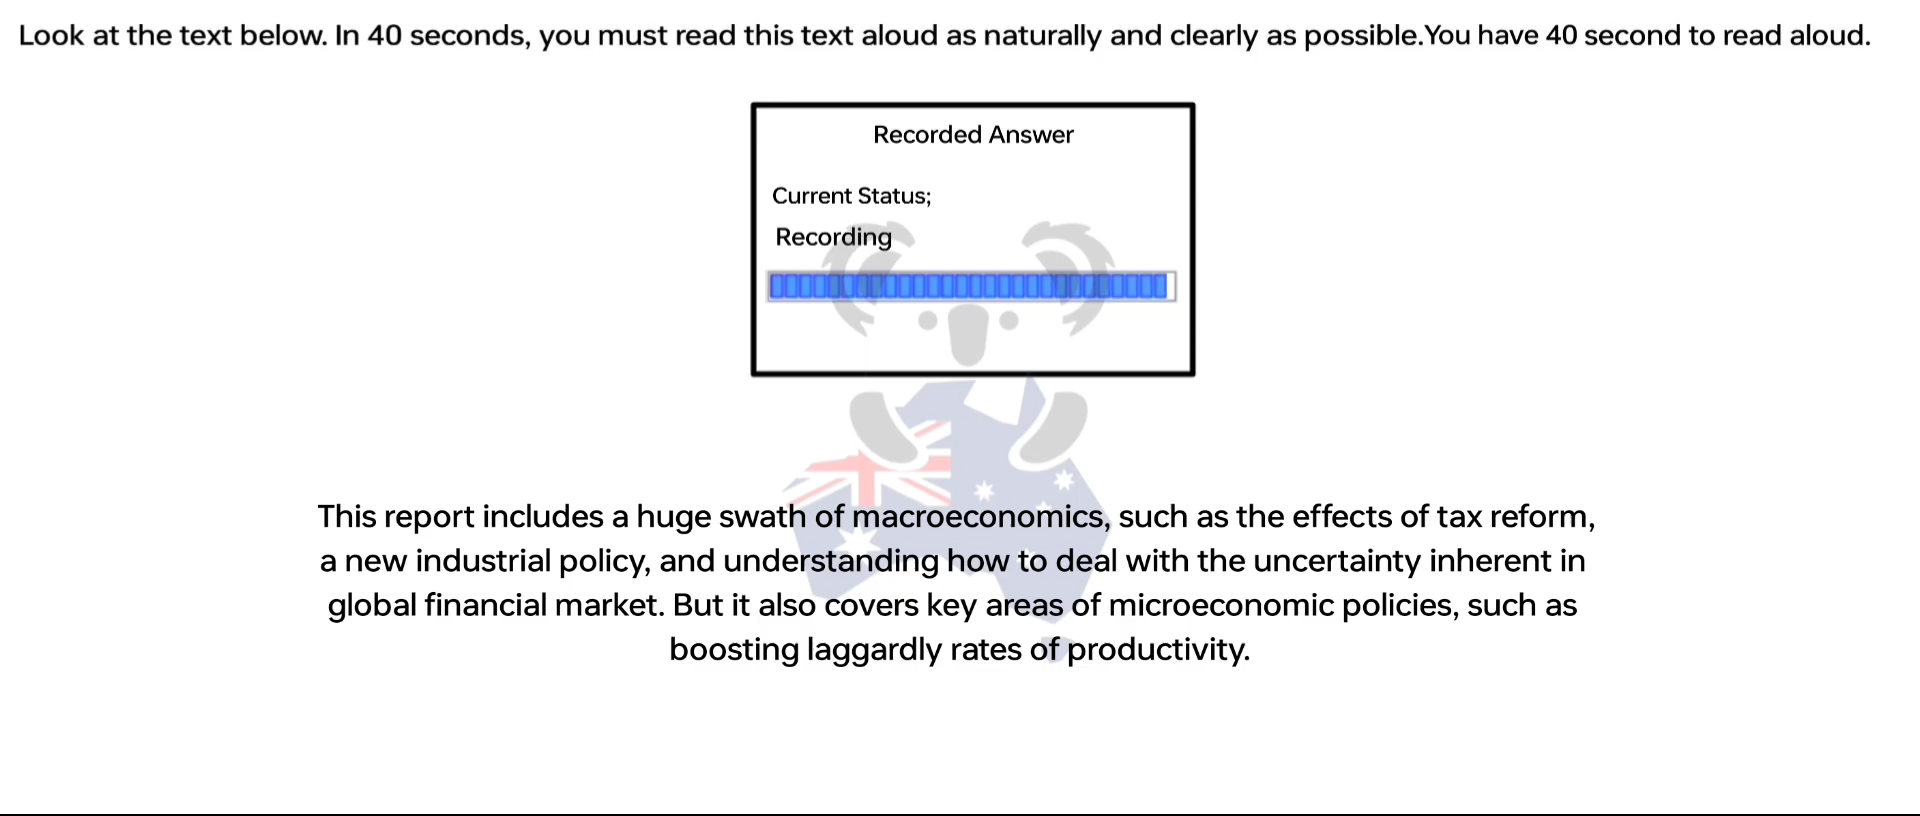 Look at the text below. In 40 seconds, you must read this text aloud as naturally and clearly as possible.You have 40 second to read aloud.
Recorded Answer
Current Status;
Recording
This report includes a huge swath of macroeconomics, such as the effects of tax reform,
a new industrial policy, and understanding how to deal with the uncertainty inherent in
global financial market. But it also covers key areas of microeconomic policies, such as
boosting laggardly rates of productivity.